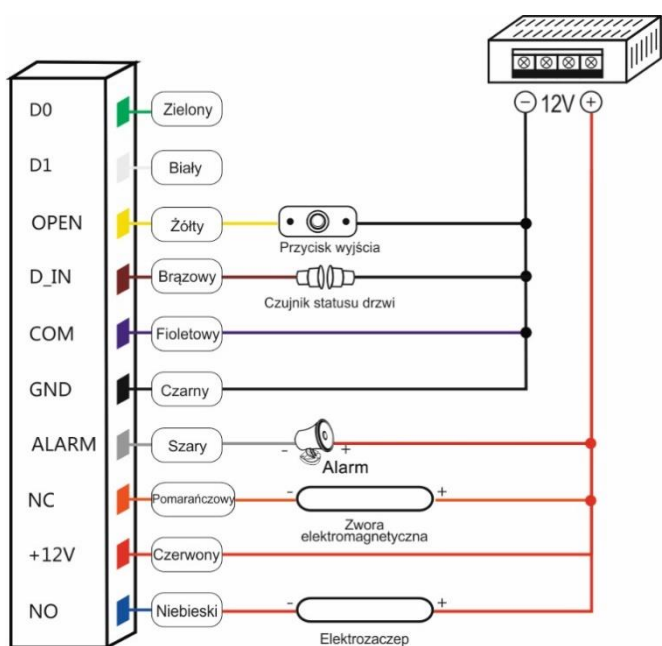 − 12V +
D0 Zielony
D1 Biały
OPEN Żółty
Przycisk wyjścia
D_IN Brązowy
Czujnik statusu drzwi
COM Fioletowy
GND Czarny
ALARM Szary - +
Alarm
NC Pomarańczowy - +
Zwora
elektromagnetyczna
+12V Czerwony
NO Niebieski - +
Elektrozaczep